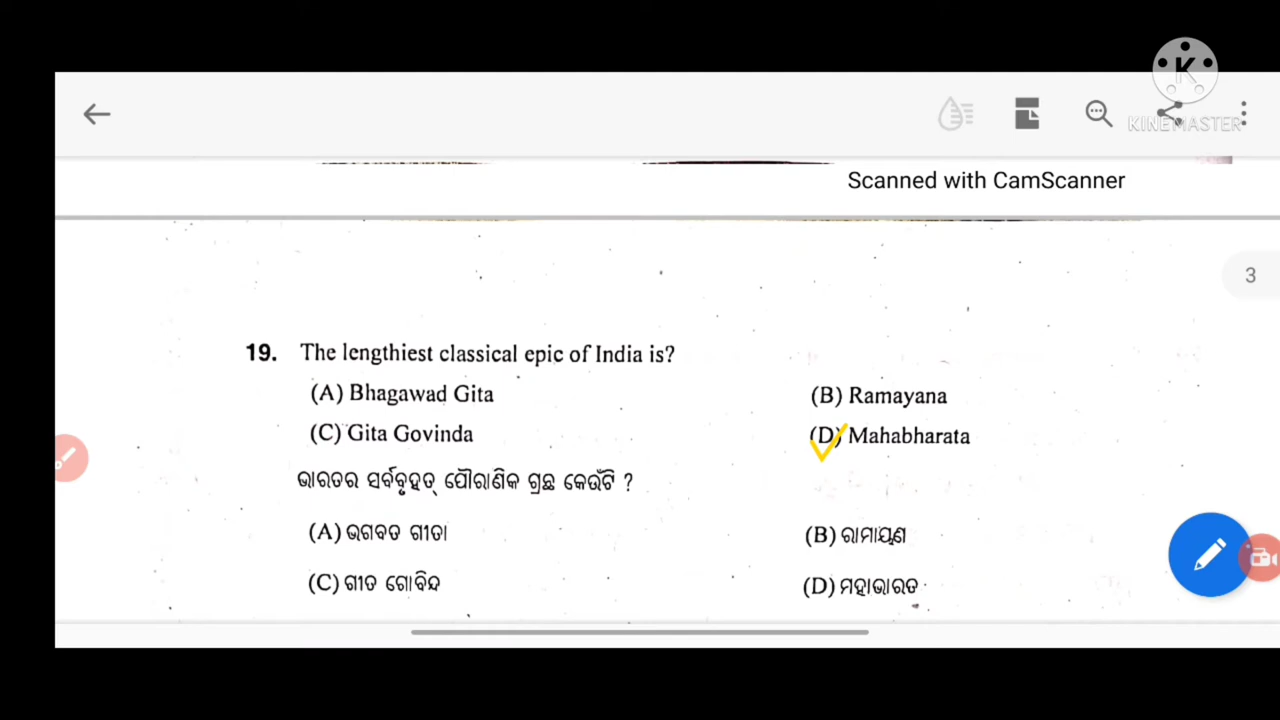 K
KINEMASTER
Scanned with CamScanner
3
19. The lengthiest classical epic of India is?
(A) Bhagawad Gita (B) Ramayana
(C) Gita Govinda (D) Mahabharata
ଭାରତର ସର୍ବବୃହତ୍ ପୌରାଣିକ ଗ୍ରନ୍ଥ କେଉଁଟି ?
(A) ଭଗବତ ଗୀତା (B) ରାମାୟଣ
(C) ଗୀତ ଗୋବିନ୍ଦ (D) ମହାଭାରତ